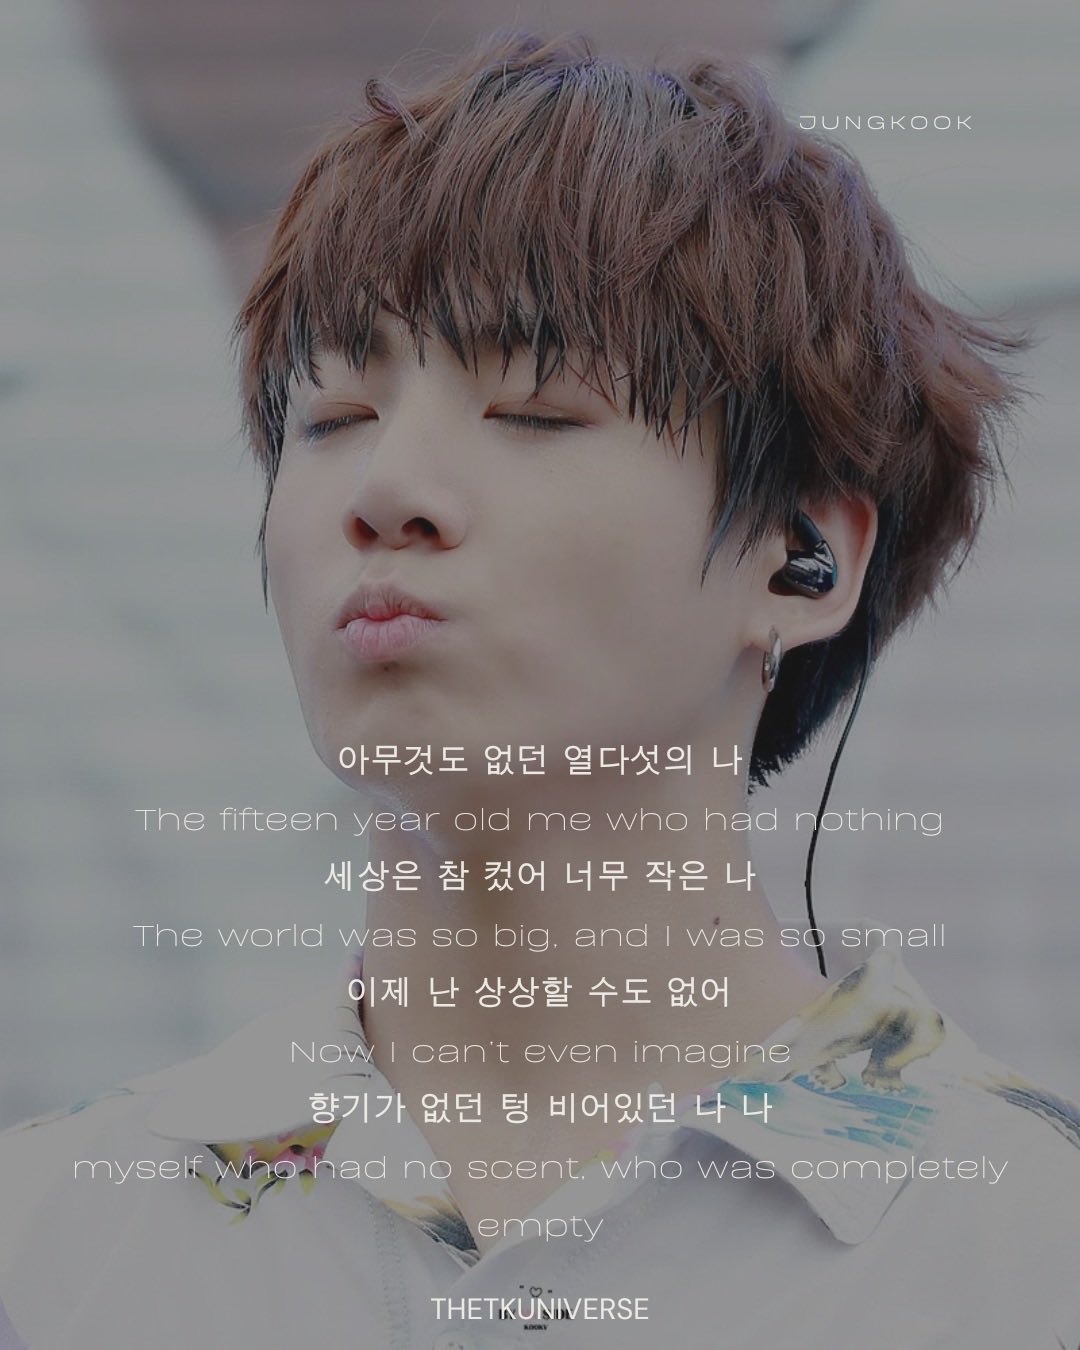 JUNGKOOK
아무것도 없던 열다섯의 나
The fifteen year old me who had nothing
세상은 참 컸어 너무 작은 나
The world was so big, and I was so small
이제 난 상상할 수도 없어
Now I can't even imagine
향기가 없던 텅 비어있던 나 나
myself who had no scent, who was completely
empty
THETKUNIVERSE
KOOKY